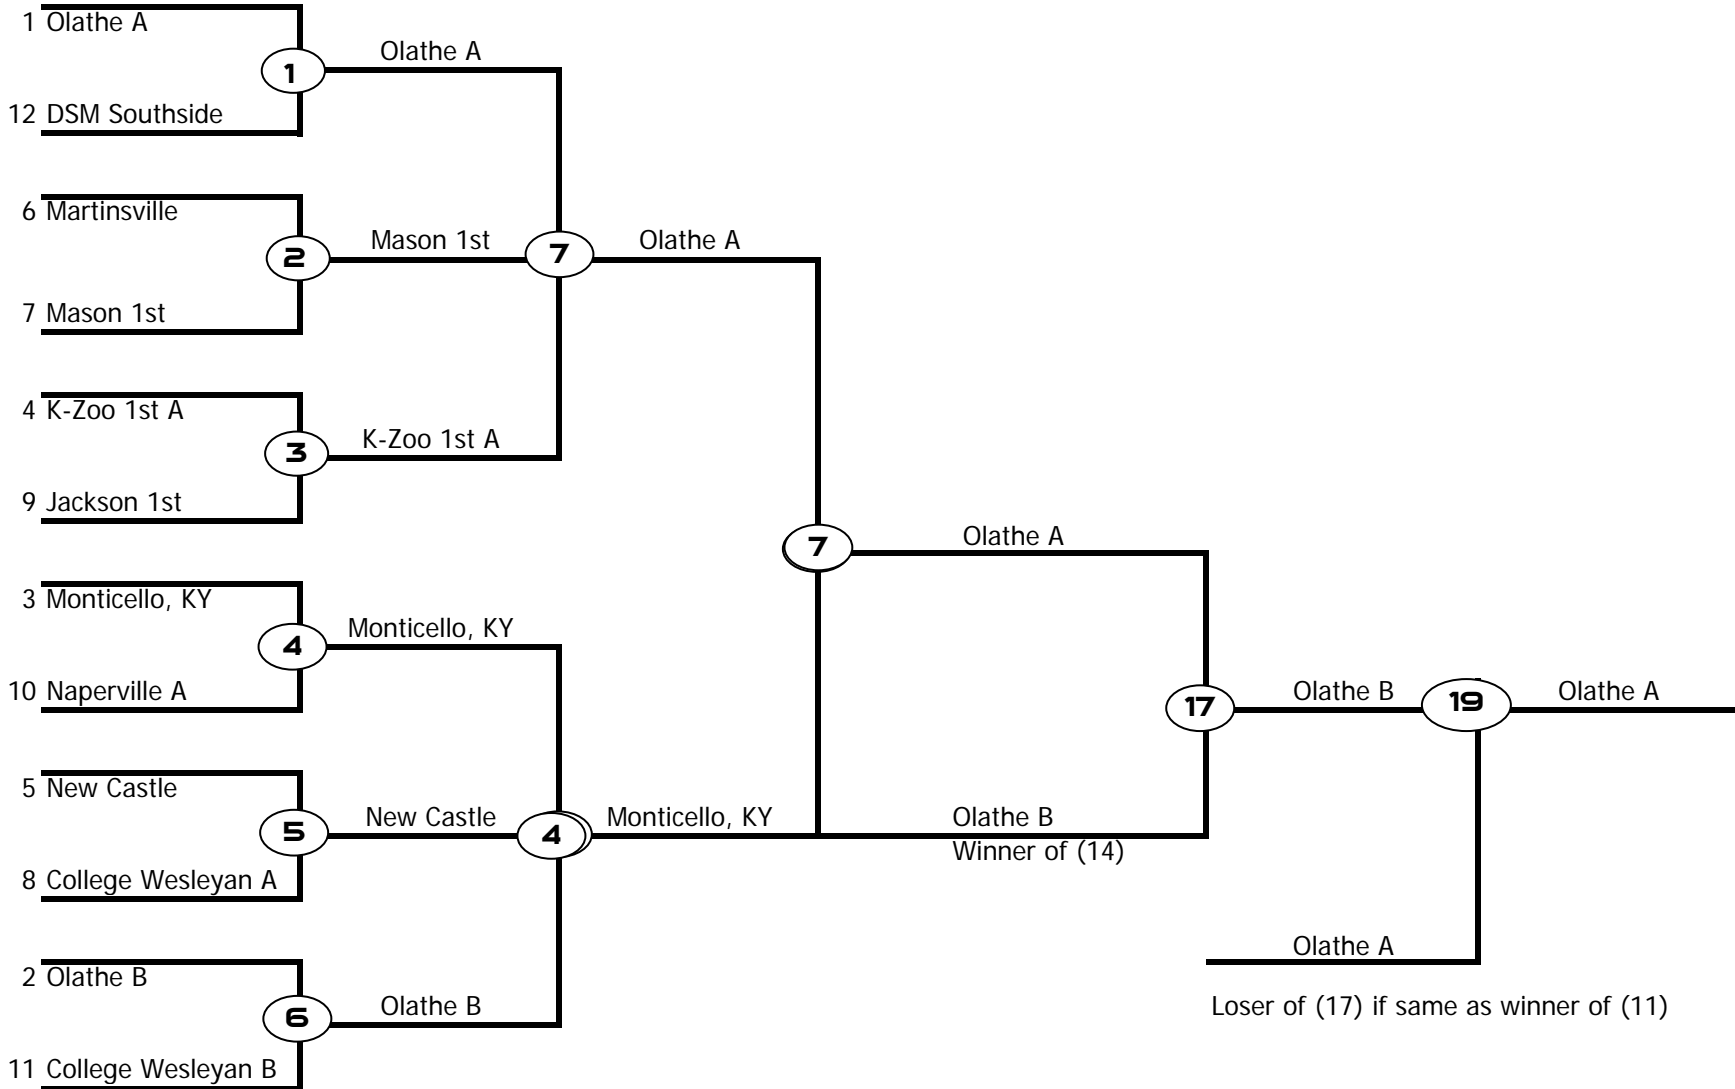 1 Olathe A
Olathe A
1
12 DSM Southside
6 Martinsville
Mason 1st
Olathe A
2
7
7 Mason 1st
4 K-Zoo 1st A
K-Zoo 1st A
3
9 Jackson 1st
Olathe A
7
3 Monticello, KY
Monticello, KY
4
10 Naperville A
Olathe B
Olathe A
17
19
5 New Castle
New Castle
Monticello, KY
Olathe B
5
4
Winner of (14)
8 College Wesleyan A
Olathe A
2 Olathe B
Olathe B
Loser of (17) if same as winner of (11)
6
11 College Wesleyan B